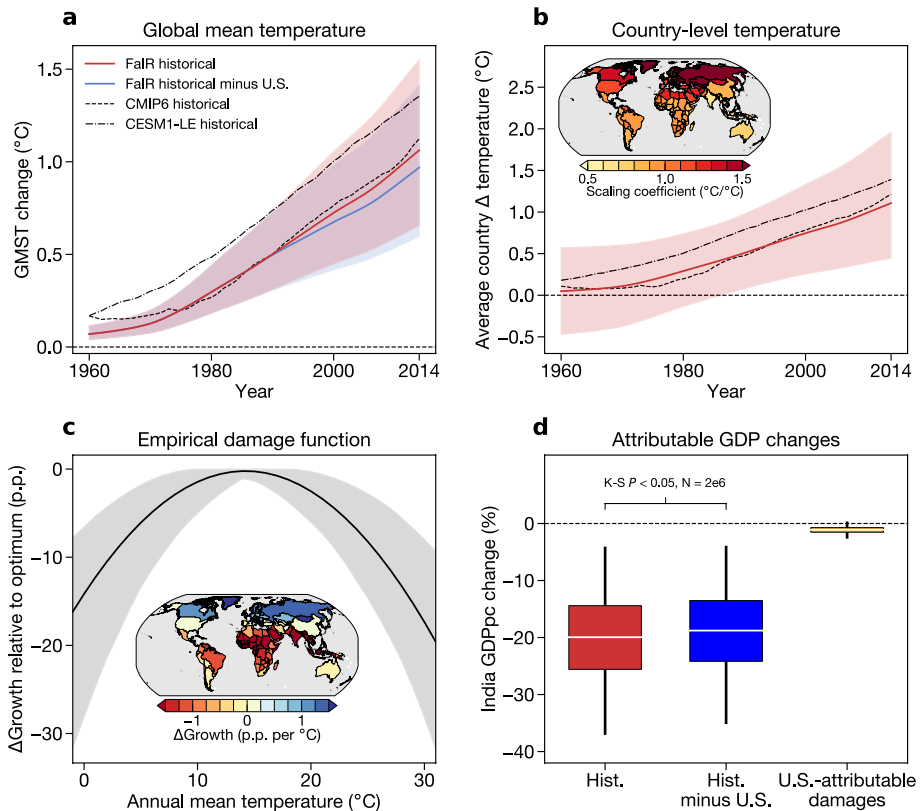 a
Global mean temperature
FaIR historical
FaIR historical minus U.S.
CMIP6 historical
CESM1-LE historical
GMST change (°C)
1.5
1.0
0.5
0.0
1960
1980
2000
2014
Year
b
Country-level temperature
Average country Δ temperature (°C)
2.5
2.0
1.5
1.0
0.5
0.0
−0.5
0.5
1.0
1.5
Scaling coefficient (°C/°C)
1960
1980
2000
2014
Year
c
Empirical damage function
ΔGrowth relative to optimum (p.p.)
0
−10
−20
−30
−1
0
1
ΔGrowth (p.p. per °C)
0
10
20
30
Annual mean temperature (°C)
d
Attributable GDP changes
K-S P < 0.05, N = 2e6
India GDPpc change (%)
0
−10
−20
−30
−40
Hist.
Hist.
minus U.S.
U.S.-attributable
damages